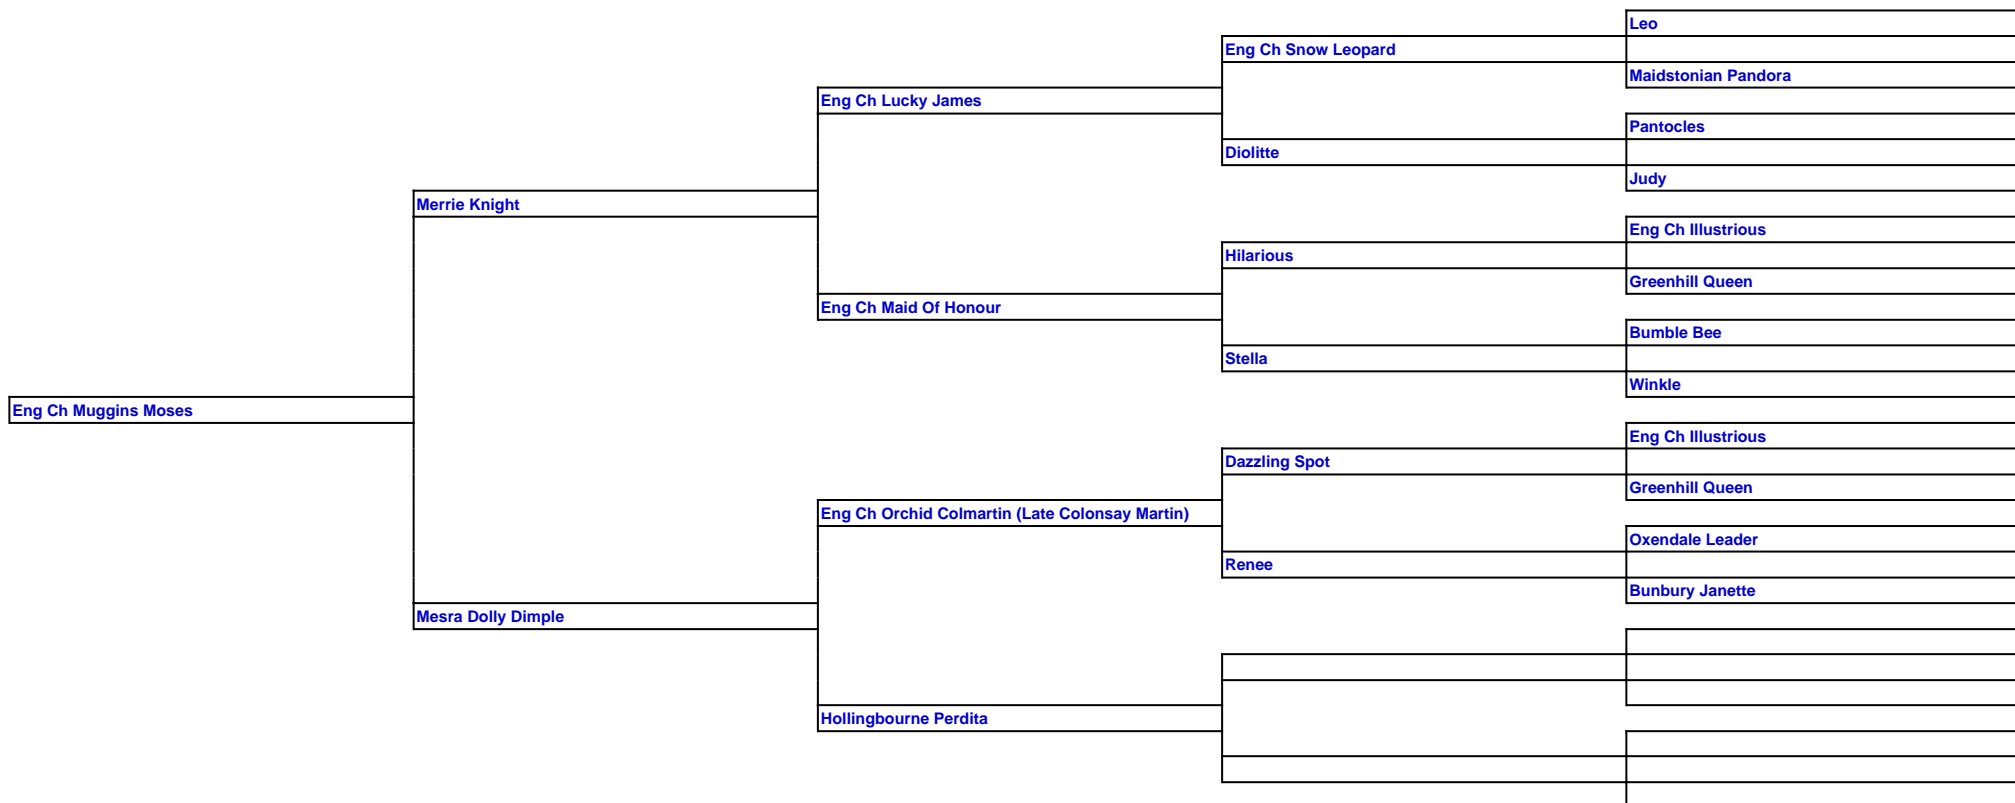 Leo
Eng Ch Snow Leopard
Maidstonian Pandora
Eng Ch Lucky James
Pantocles
Diolitte
Judy
Merrie Knight
Eng Ch Illustrious
Hilarious
Greenhill Queen
Eng Ch Maid Of Honour
Bumble Bee
Stella
Winkle
Eng Ch Muggins Moses
Eng Ch Illustrious
Dazzling Spot
Greenhill Queen
Eng Ch Orchid Colmartin (Late Colonsay Martin)
Oxendale Leader
Renee
Bunbury Janette
Mesra Dolly Dimple
Hollingbourne Perdita